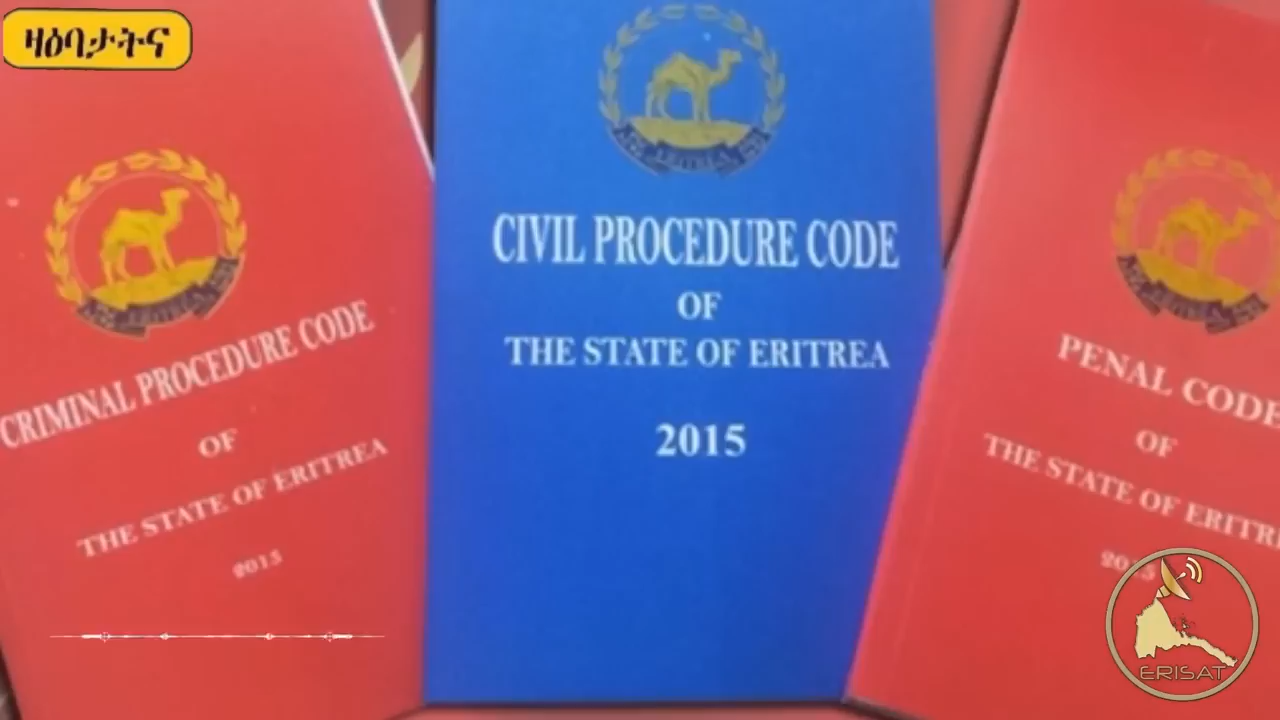 ዛዕባታትና
CRIMINAL PROCEDURE CODE
OF
THE STATE OF ERITREA
2015
CIVIL PROCEDURE CODE
OF
THE STATE OF ERITREA
2015
PENAL CODE
OF
THE STATE OF
2015
ERISAT